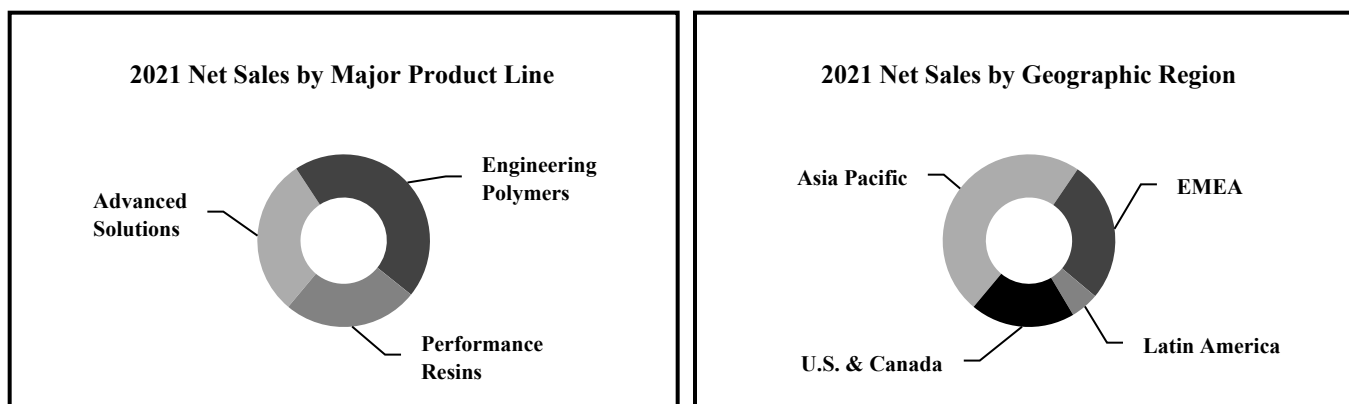 2021 Net Sales by Major Product Line
Engineering
Polymers
Advanced
Solutions
Performance
Resins
2021 Net Sales by Geographic Region
Asia Pacific
EMEA
U.S. & Canada
Latin America